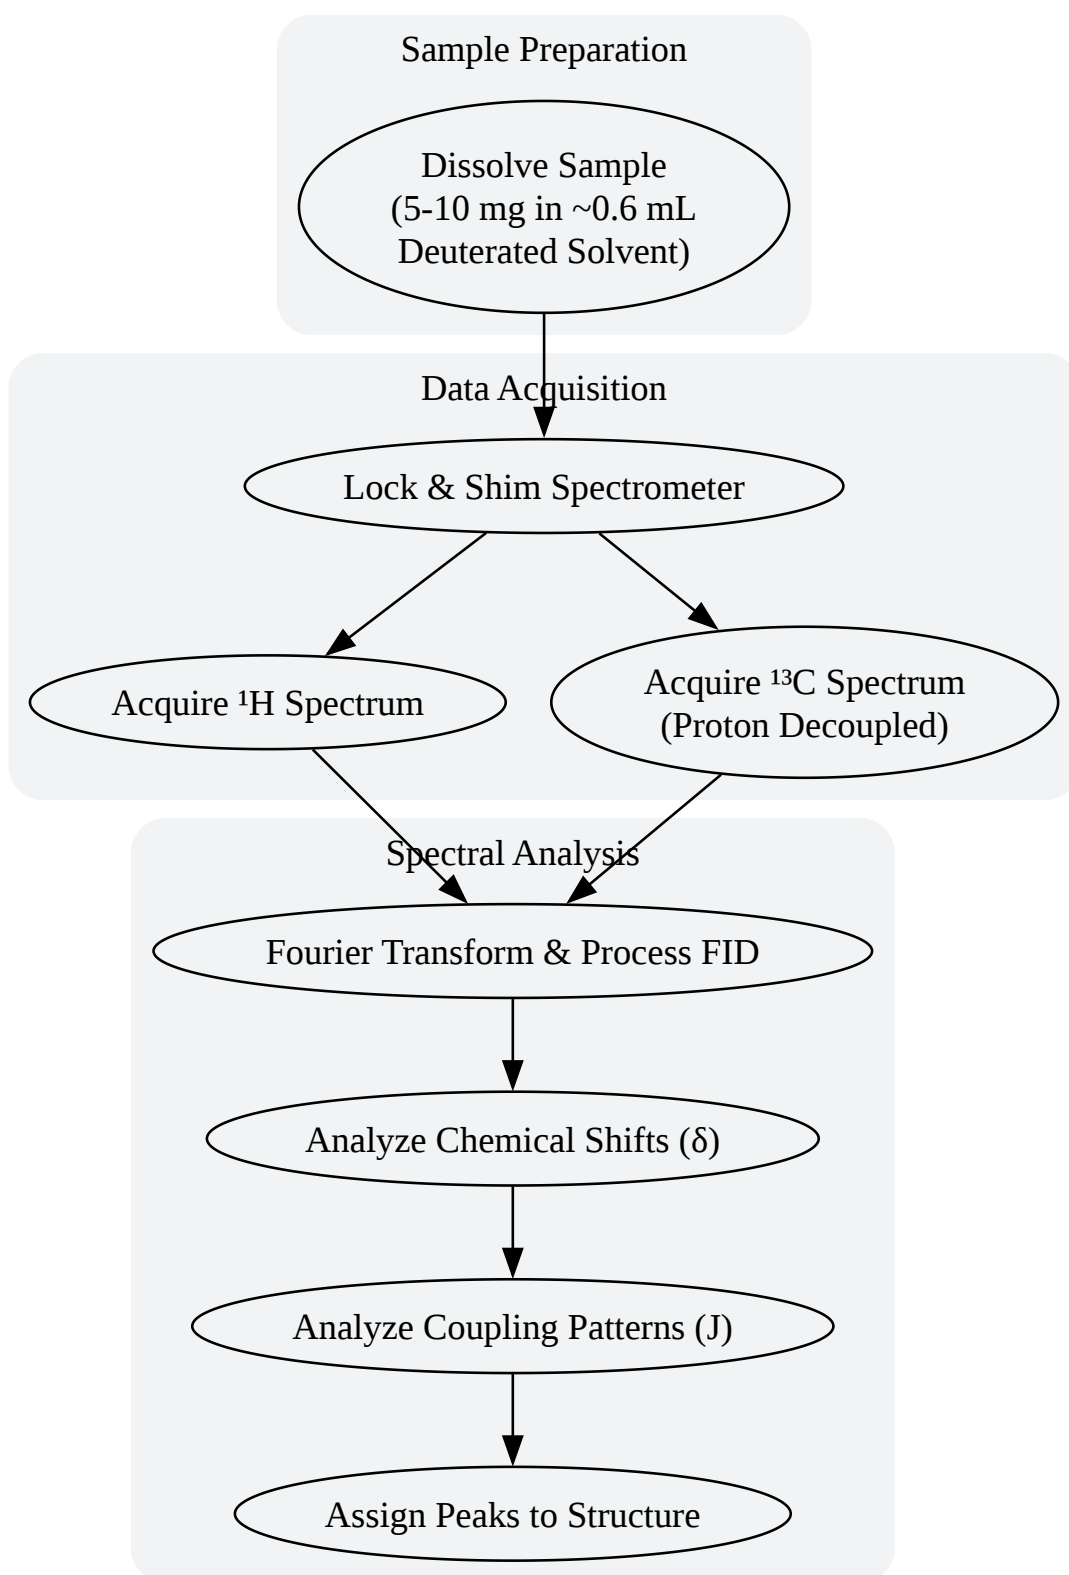 Sample Preparation
Dissolve Sample
(5-10 mg in ~0.6 mL
Deuterated Solvent)
Data Acquisition
Lock & Shim Spectrometer
Acquire ¹H Spectrum
Acquire ¹³C Spectrum
(Proton Decoupled)
Spectral Analysis
Fourier Transform & Process FID
Analyze Chemical Shifts (δ)
Analyze Coupling Patterns (J)
Assign Peaks to Structure